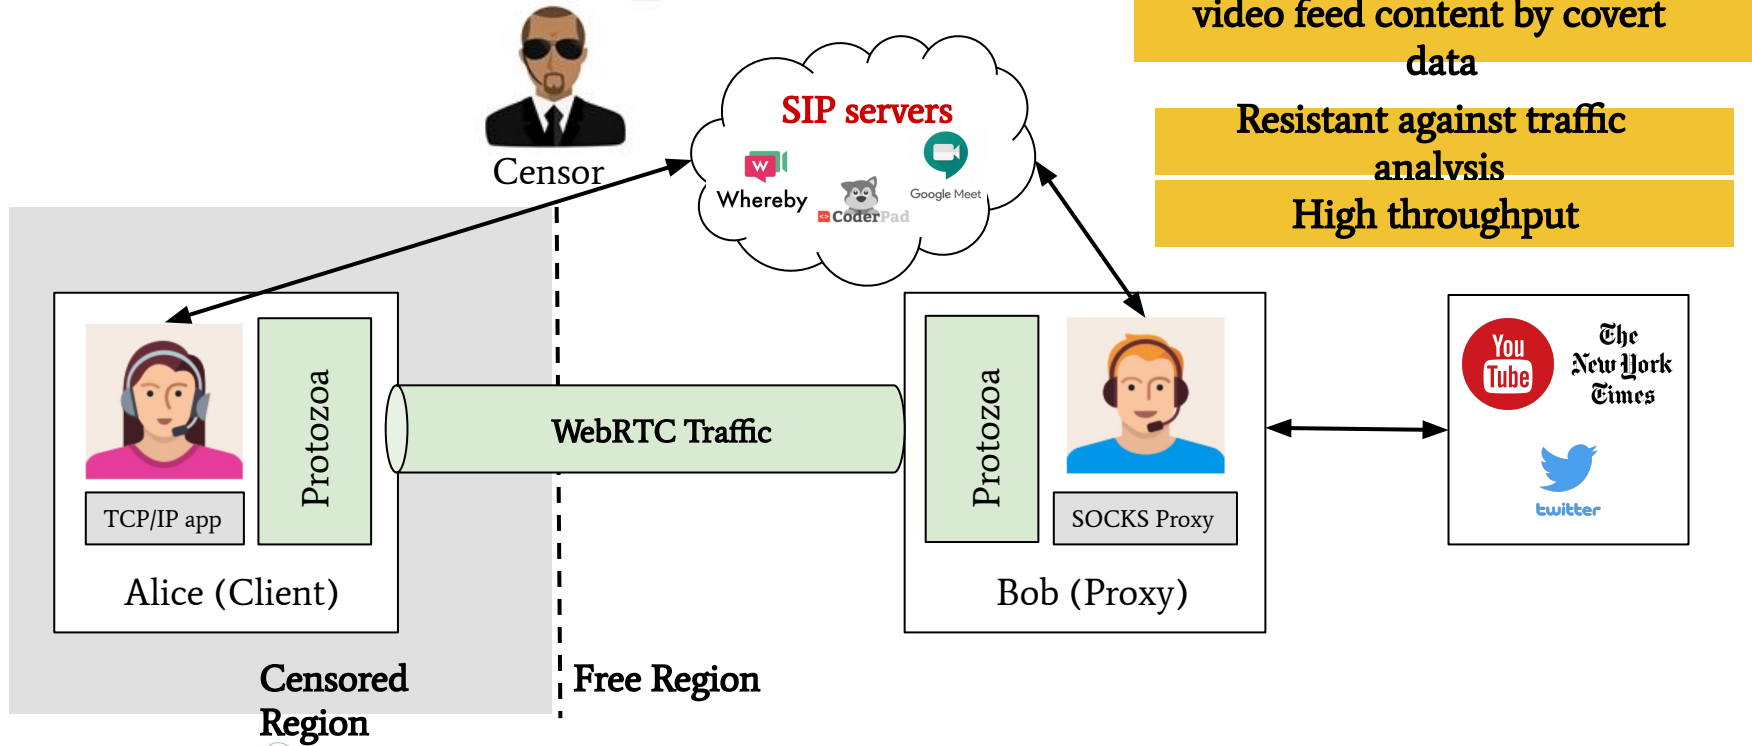 video feed content by covert
data
Resistant against traffic
analysis
High throughput
SIP servers
W
Whereby
Google Meet
<> CoderPad
Censor
You
Tube
The
New York
Times
twitter
Protozoa
TCP/IP app
Alice (Client)
WebRTC Traffic
Protozoa
SOCKS Proxy
Bob (Proxy)
Censored
Region
Free Region